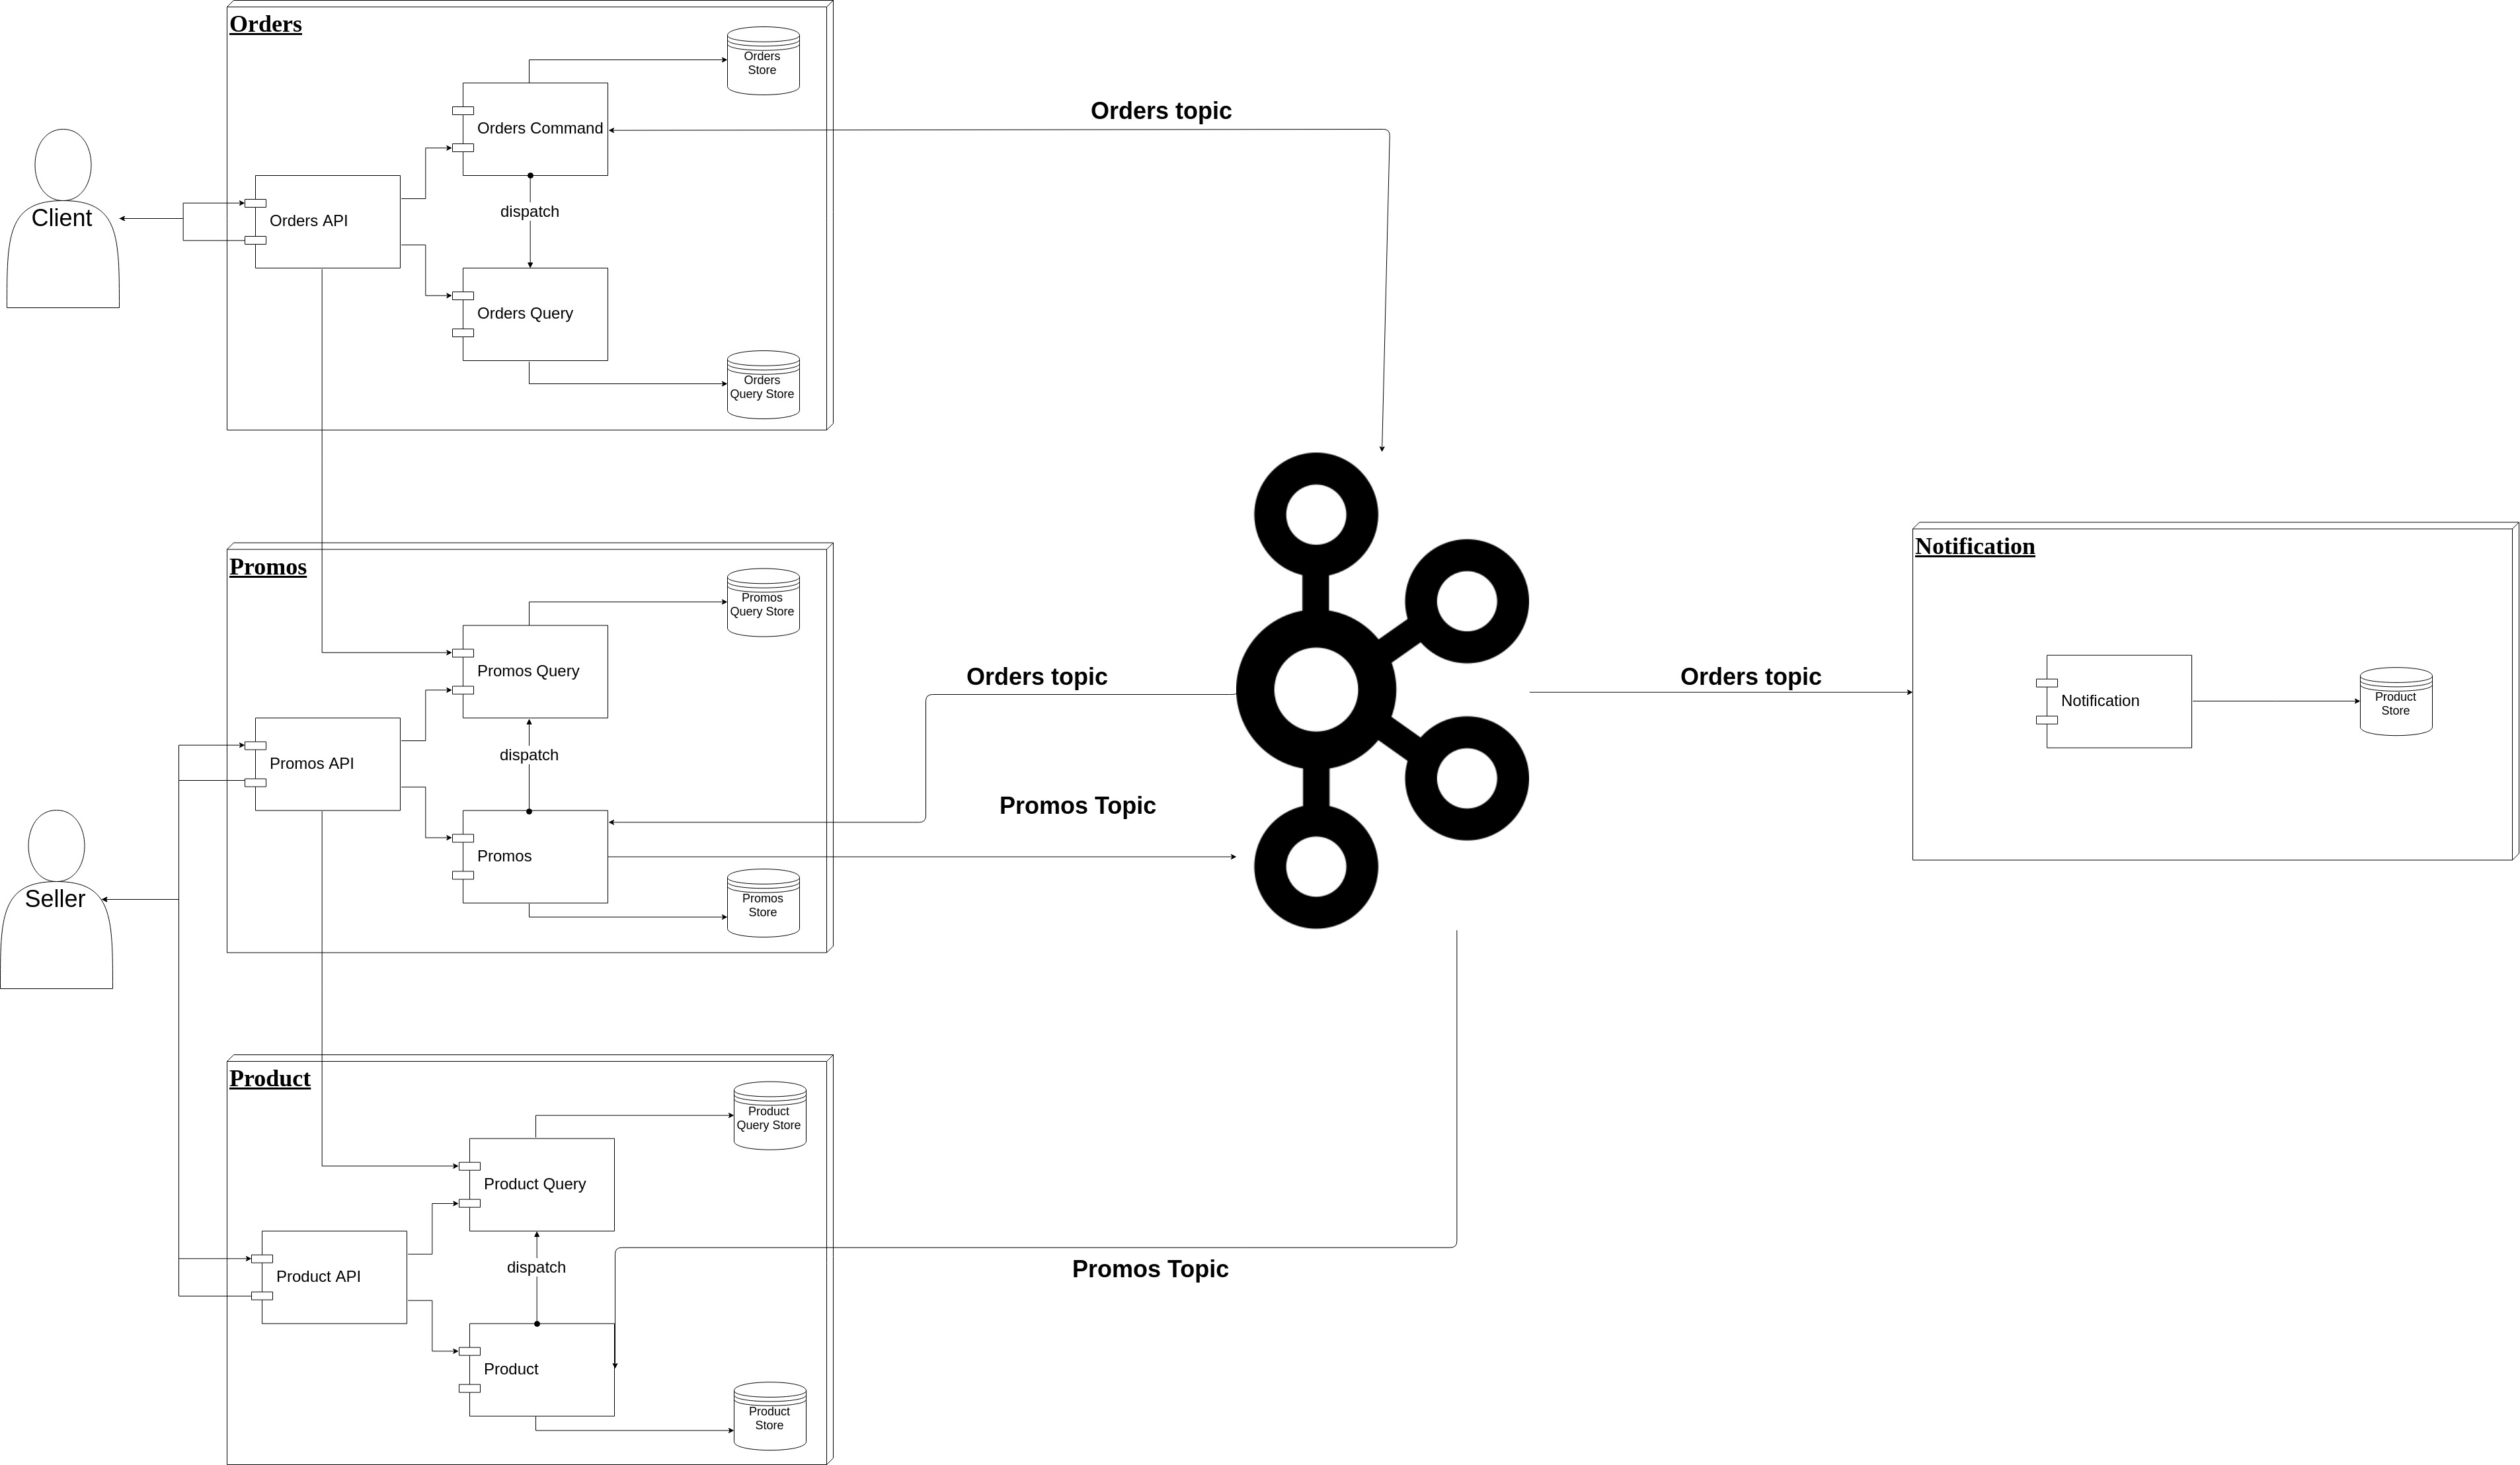 Orders
Orders
Store
Orders topic
Orders Command
Client
Orders API
dispatch
Orders Query
Orders
Query Store
Promos
Promos
Query Store
Promos Query
Orders topic
Orders topic
Notification
Notification
Product
Store
dispatch
Promos API
Promos Topic
Promos
Seller
Promos
Store
Product
Product
Query Store
Product Query
dispatch
Promos Topic
Product API
Product
Product
Store